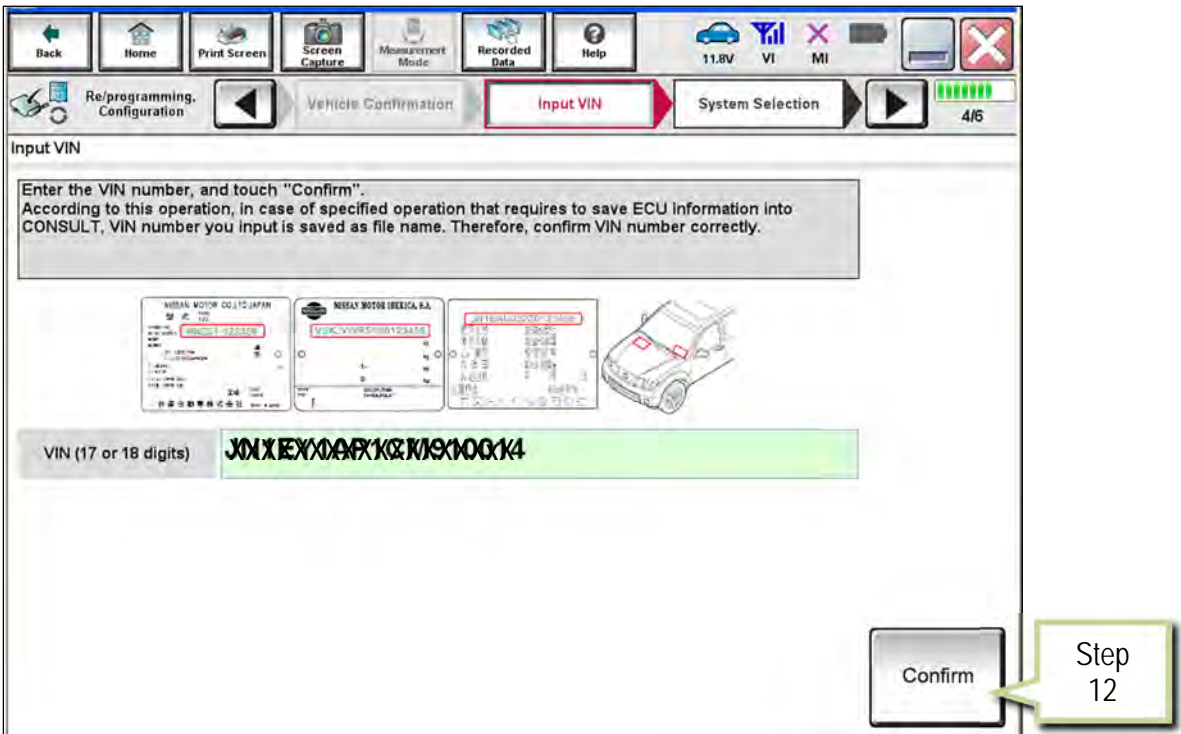 Back
Home
Print Screen
Screen Capture
Measurement Mode
Recorded Data
Help
11.8V
VI
MI
Re/programming, Configuration
Vehicle Confirmation
Input VIN
System Selection
4/6
Input VIN
Enter the VIN number, and touch "Confirm".
According to this operation, in case of specified operation that requires to save ECU information into
CONSULT, VIN number you input is saved as file name. Therefore, confirm VIN number correctly.
NISSAN MOTOR CO.,LTD.JAPAN
NISSAN MOTOR IBERICA, S.A.
VIN (17 or 18 digits)
Confirm
Step
12